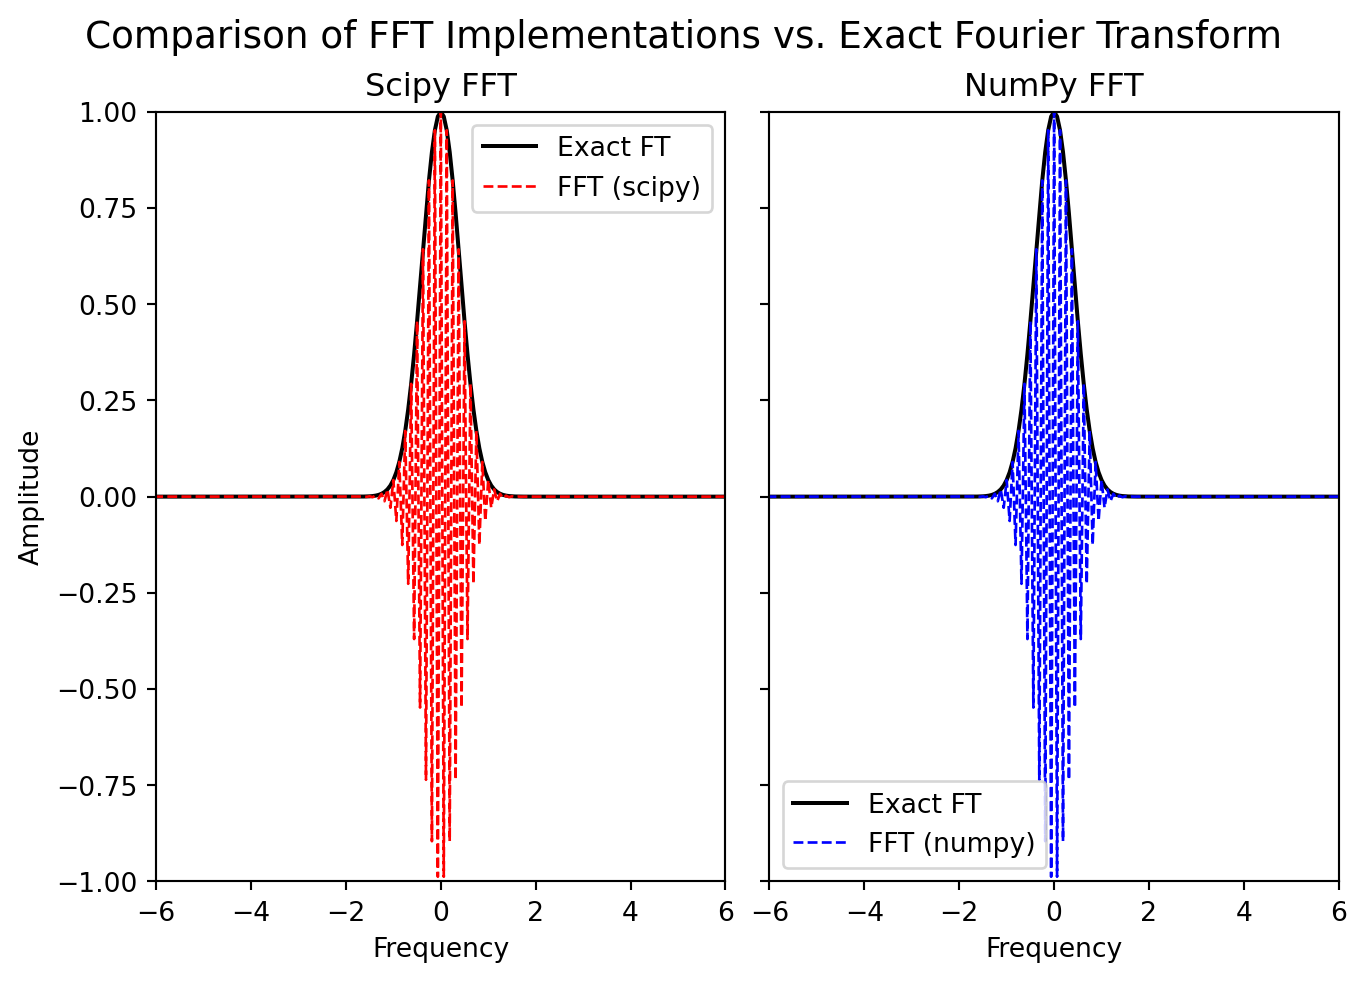 Comparison of FFT Implementations vs. Exact Fourier Transform
Scipy FFT
1.00
0.75
0.50
0.25
0.00
−0.25
−0.50
−0.75
−1.00
Amplitude
Exact FT
FFT (scipy)
−6 −4 −2 0 2 4 6
Frequency
NumPy FFT
Exact FT
FFT (numpy)
−6 −4 −2 0 2 4 6
Frequency